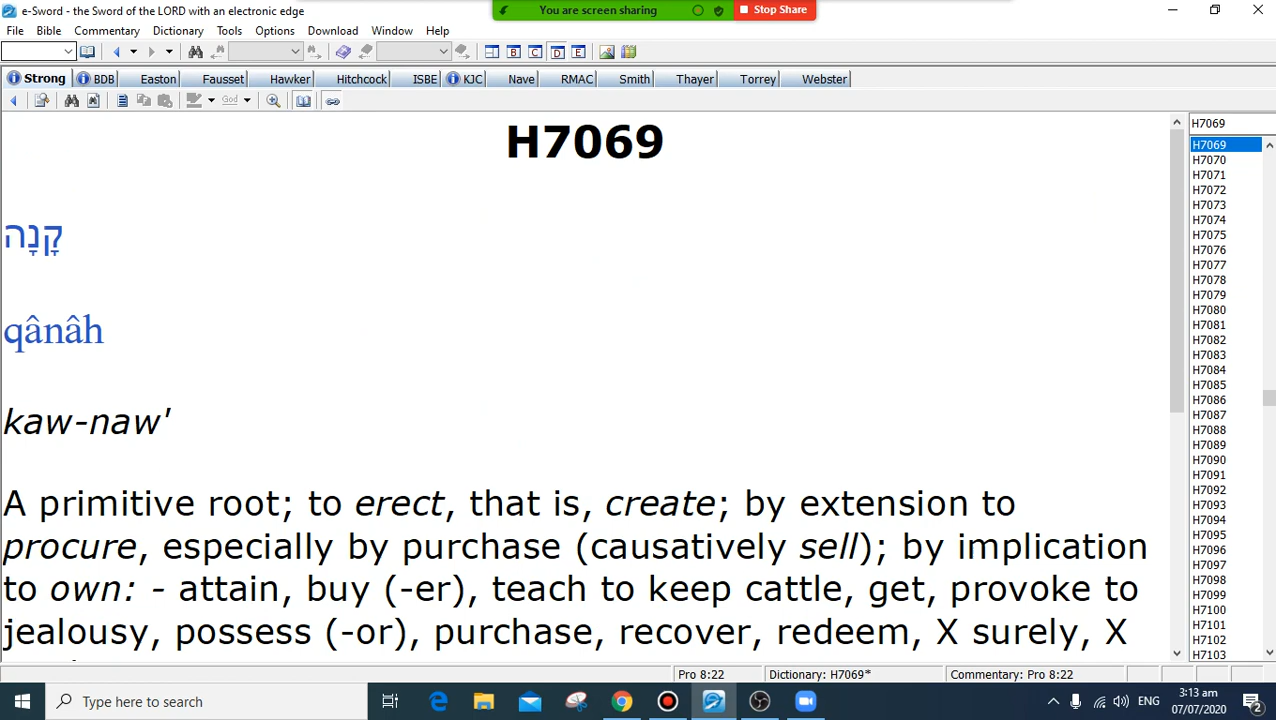 e-Sword - the Sword of the LORD with an electronic edge
You are screen sharing
Stop Share
File Bible Commentary Dictionary Tools Options Download Window Help
B C D E
Strong BDB Easton Fausset Hawker Hitchcock ISBE KJC Nave RMAC Smith Thayer Torrey Webster
God
H7069
קָנָה
qânâh
kaw-naw'
A primitive root; to erect, that is, create; by extension to
procure, especially by purchase (causatively sell); by implication
to own: - attain, buy (-er), teach to keep cattle, get, provoke to
jealousy, possess (-or), purchase, recover, redeem, X surely, X
H7069
H7069
H7070
H7071
H7072
H7073
H7074
H7075
H7076
H7077
H7078
H7079
H7080
H7081
H7082
H7083
H7084
H7085
H7086
H7087
H7088
H7089
H7090
H7091
H7092
H7093
H7094
H7095
H7096
H7097
H7098
H7099
H7100
H7101
H7102
H7103
Pro 8:22 Dictionary: H7069* Commentary: Pro 8:22
Type here to search
ENG
3:13 am
07/07/2020
2